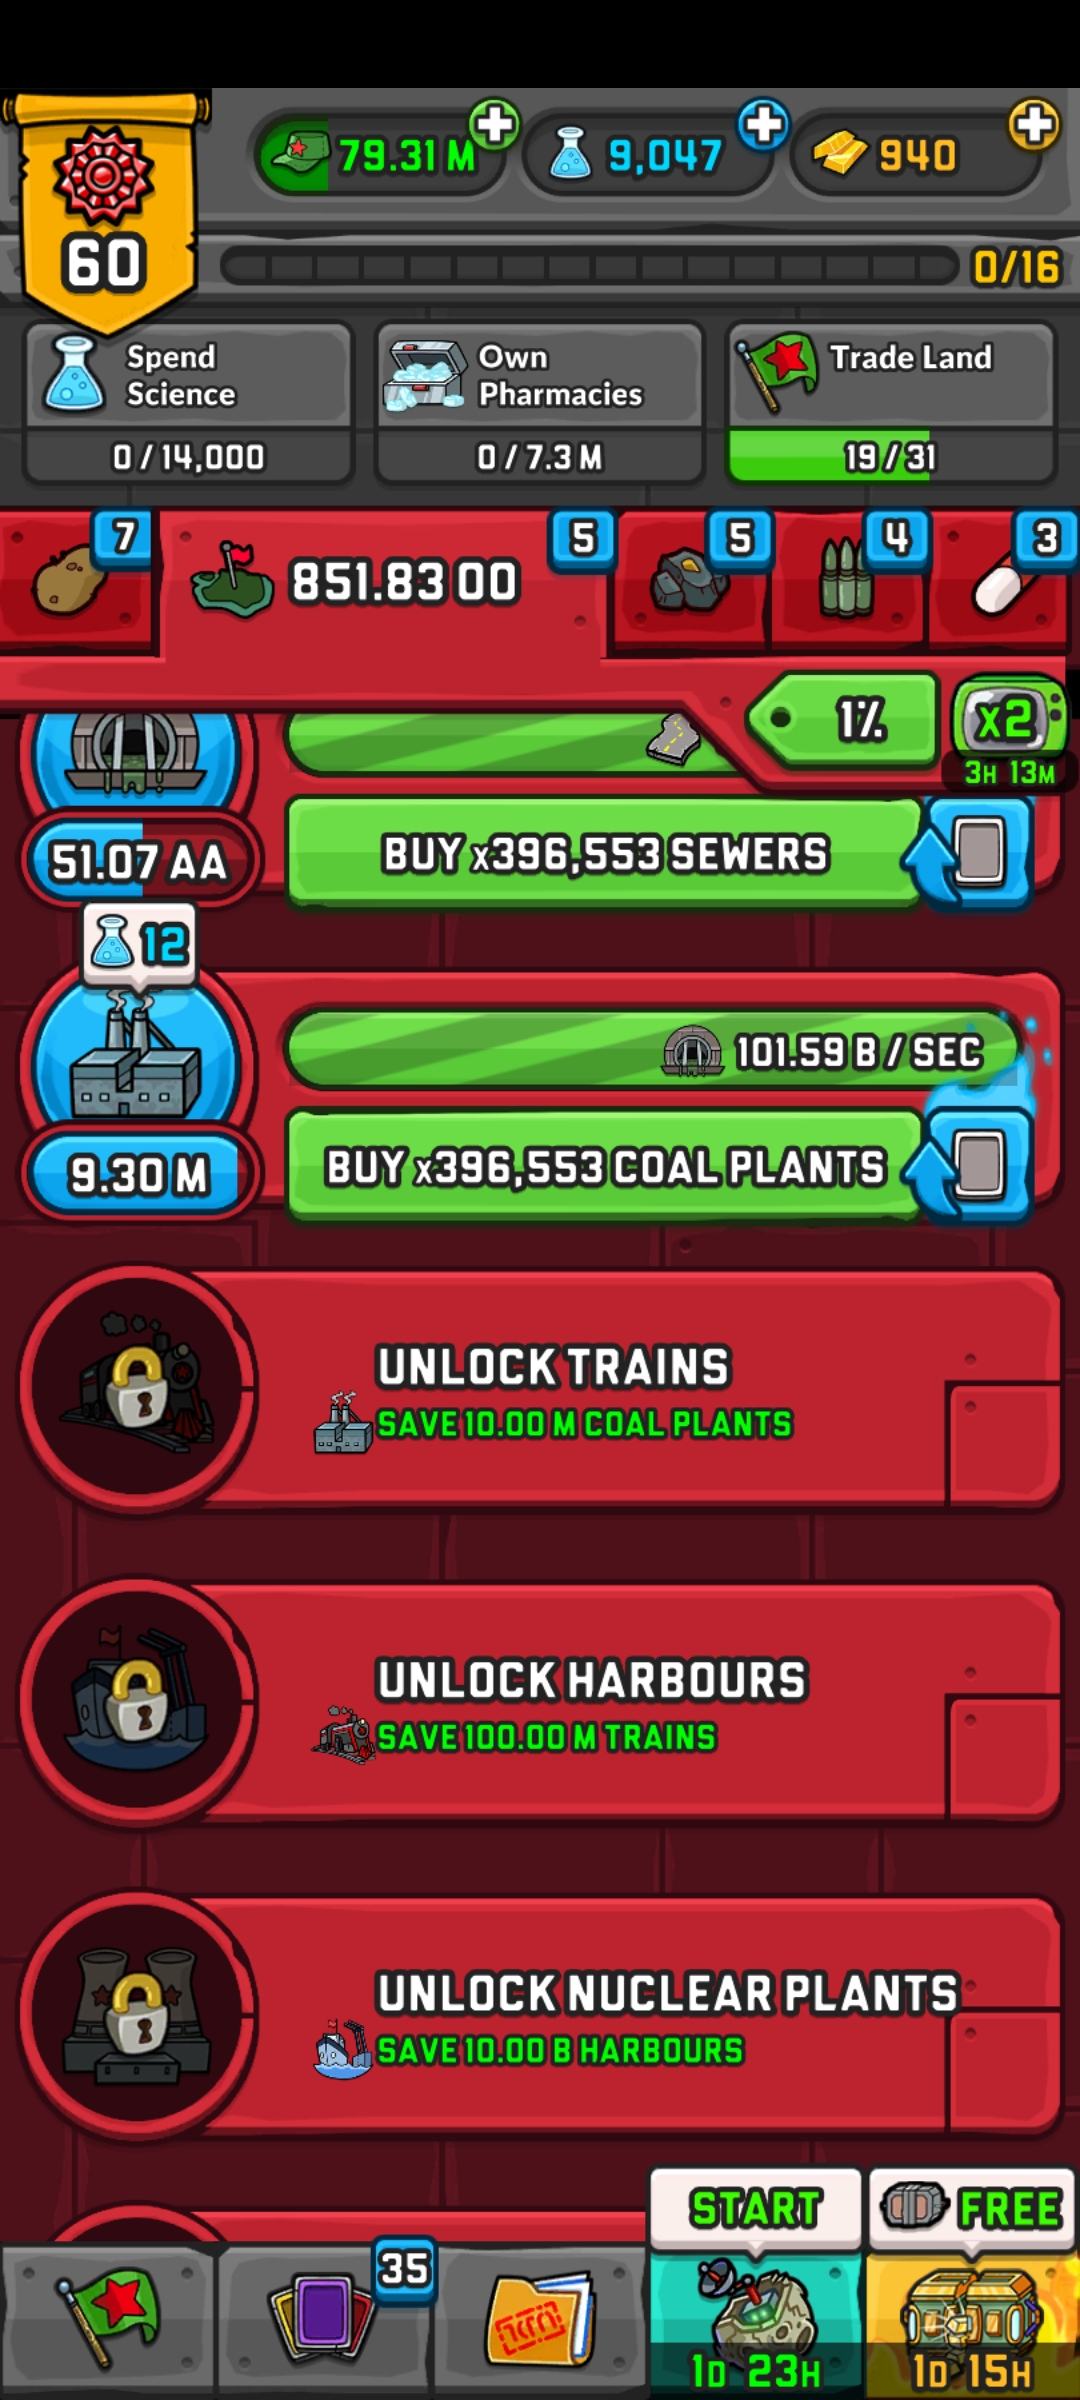 79.31 M
9,047
940
60
0/16
Spend
Science
0 / 14,000
Own
Pharmacies
0 / 7.3 M
Trade Land
19 / 31
7
851.83 OO
5
5
4
3
1%
x2
3H 13M
51.07 AA
BUY x396,553 SEWERS
12
101.59 B / SEC
9.30 M
BUY x396,553 COAL PLANTS
UNLOCK TRAINS
SAVE 10.00 M COAL PLANTS
UNLOCK HARBOURS
SAVE 100.00 M TRAINS
UNLOCK NUCLEAR PLANTS
SAVE 10.00 B HARBOURS
START
FREE
35
1D 23H
1D 15H